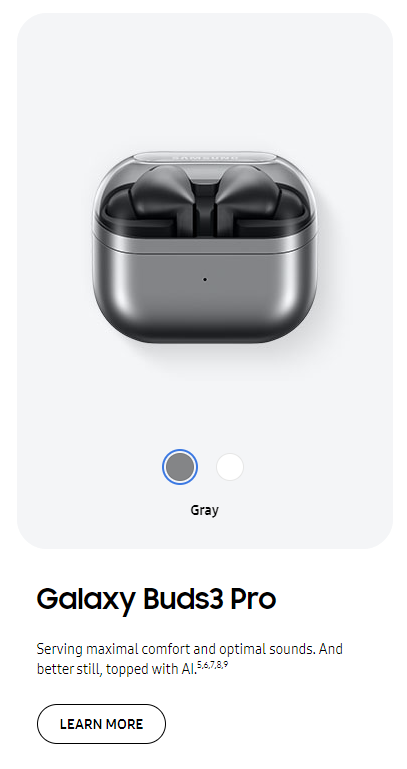 SAMSUNG
Gray
Galaxy Buds3 Pro
Serving maximal comfort and optimal sounds. And
better still, topped with AI.5,6,7,8,9
LEARN MORE